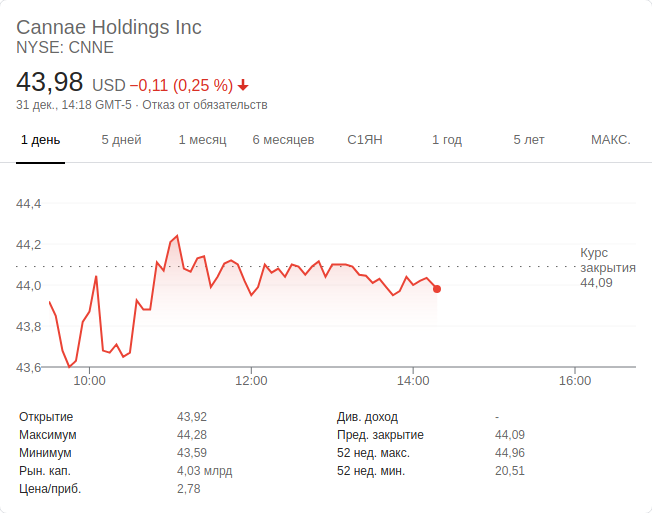 Cannae Holdings Inc
NYSE: CNNE
43,98 USD −0,11 (0,25 %)
31 дек., 14:18 GMT-5 · Отказ от обязательств
1 день 5 дней 1 месяц 6 месяцев С1ЯН 1 год 5 лет МАКС.
44,4
44,2
44,0
43,8
43,6
Курс
закрытия
44,09
10:00 12:00 14:00 16:00
Открытие 43,92 Див. доход -
Максимум 44,28 Пред. закрытие 44,09
Минимум 43,59 52 нед. макс. 44,96
Рын. кап. 4,03 млрд 52 нед. мин. 20,51
Цена/приб. 2,78